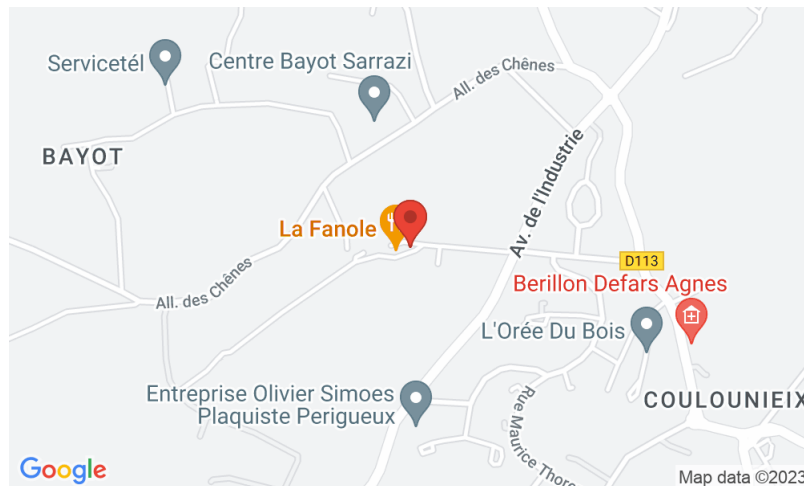 Servicetél
Centre Bayot Sarrazi
All. des Chênes
BAYOT
Av. de l'Industrie
La Fanole
D113
All. des Chênes
Berillon Defars Agnes
L'Orée Du Bois
Entreprise Olivier Simoes
Plaquiste Perigueux
COULOUNIEIX
Rue Maurice Thore
Google
Map data ©2023